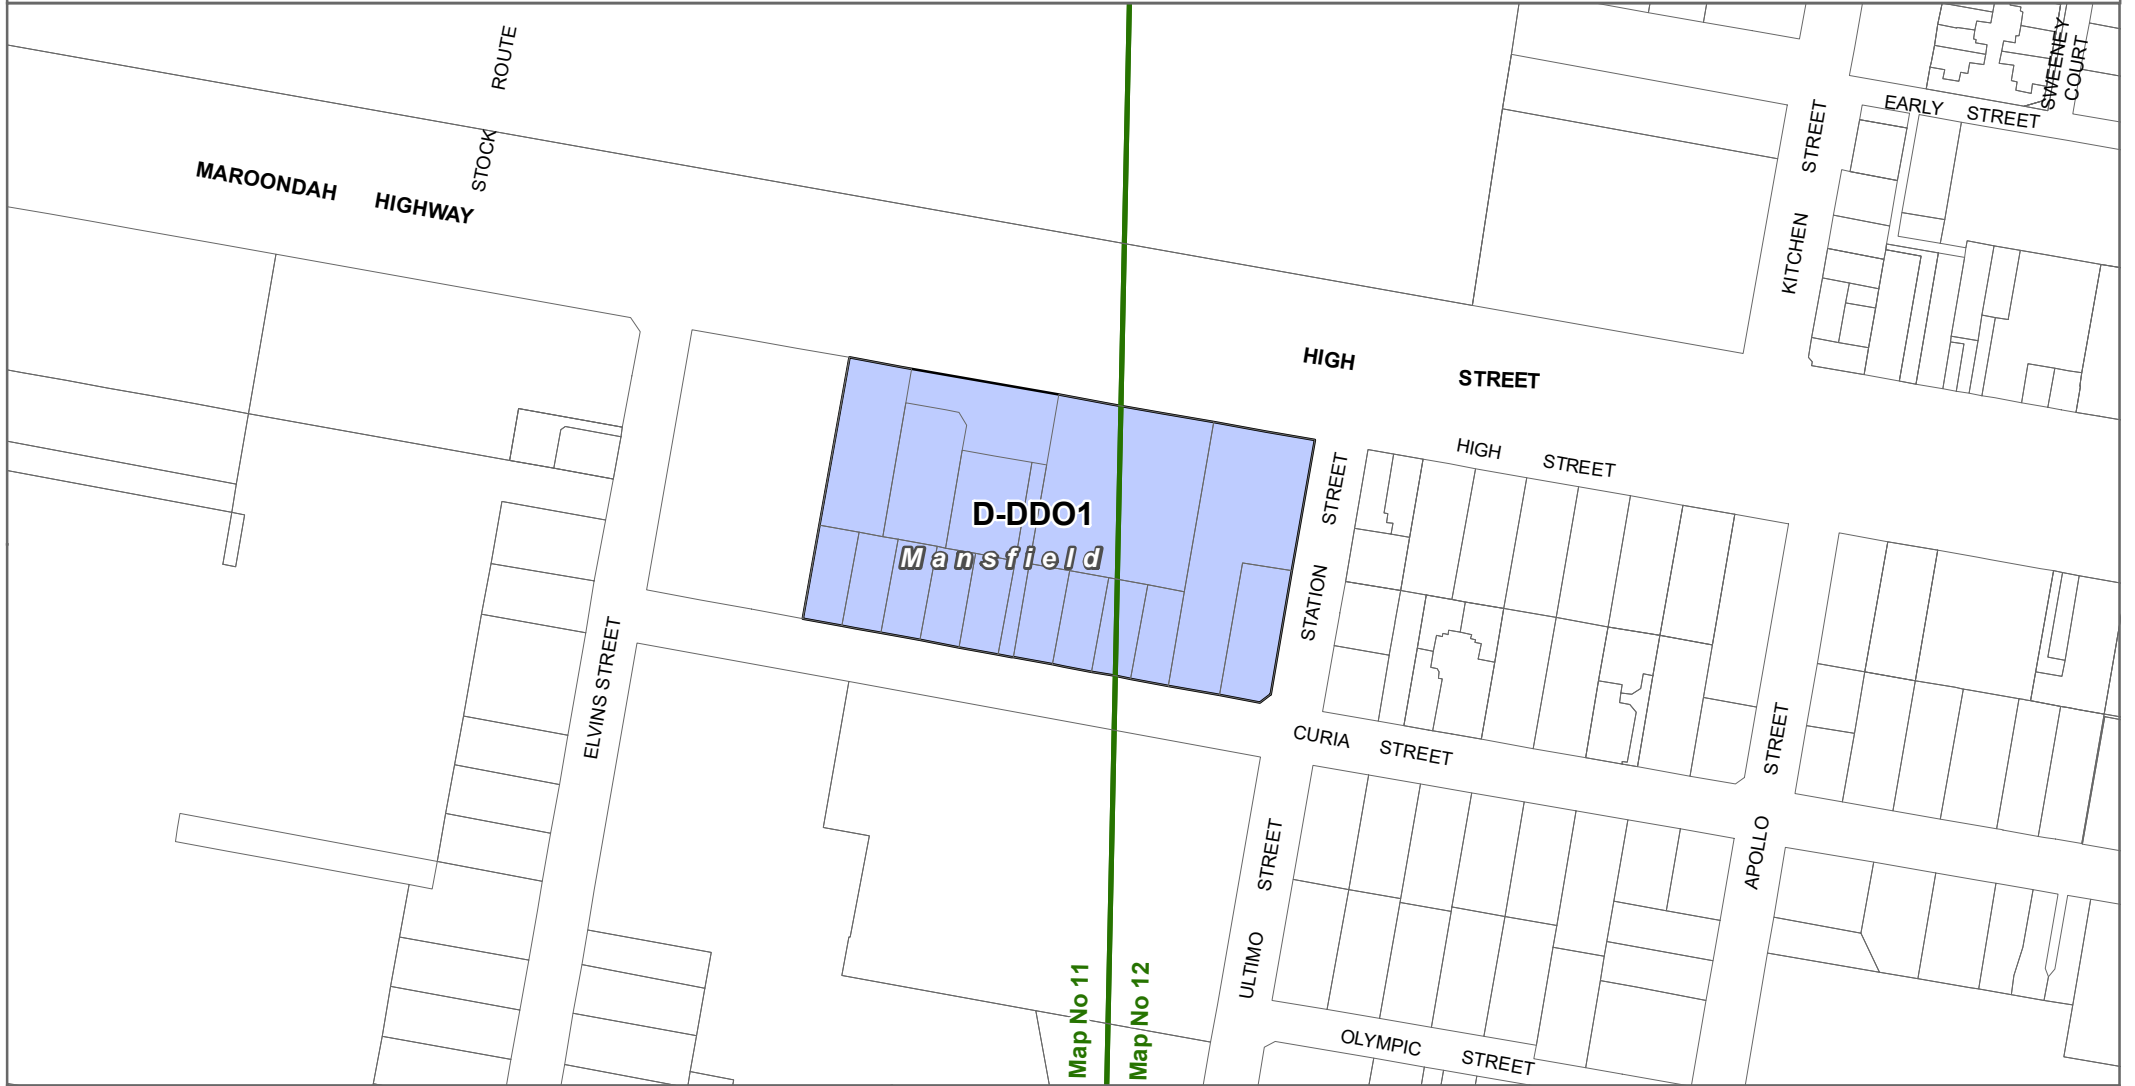 STOCK ROUTE
SWEENEY
COURT
EARLY STREET
MAROONDAH HIGHWAY
KITCHEN STREET
HIGH STREET
HIGH STREET
STATION STREET
D-DDO1
Mansfield
ELVINS STREET
CURIA STREET
APOLLO STREET
ULTIMO STREET
Map No 11
Map No 12
OLYMPIC STREET